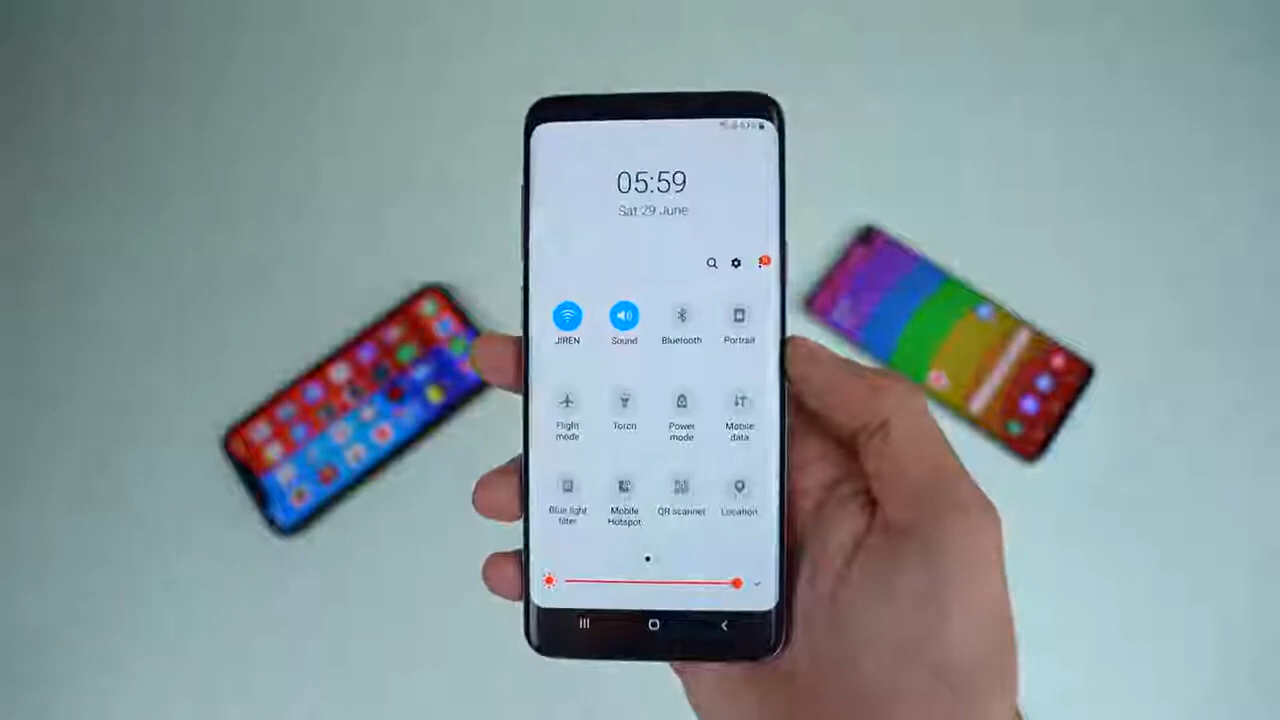 05:59
Sat 29 June
JIREN
Sound
Bluetooth
Portrait
Flight
mode
Torch
Power
mode
Mobile
data
Blue light
filter
Mobile
Hotspot
QR scanner
Location